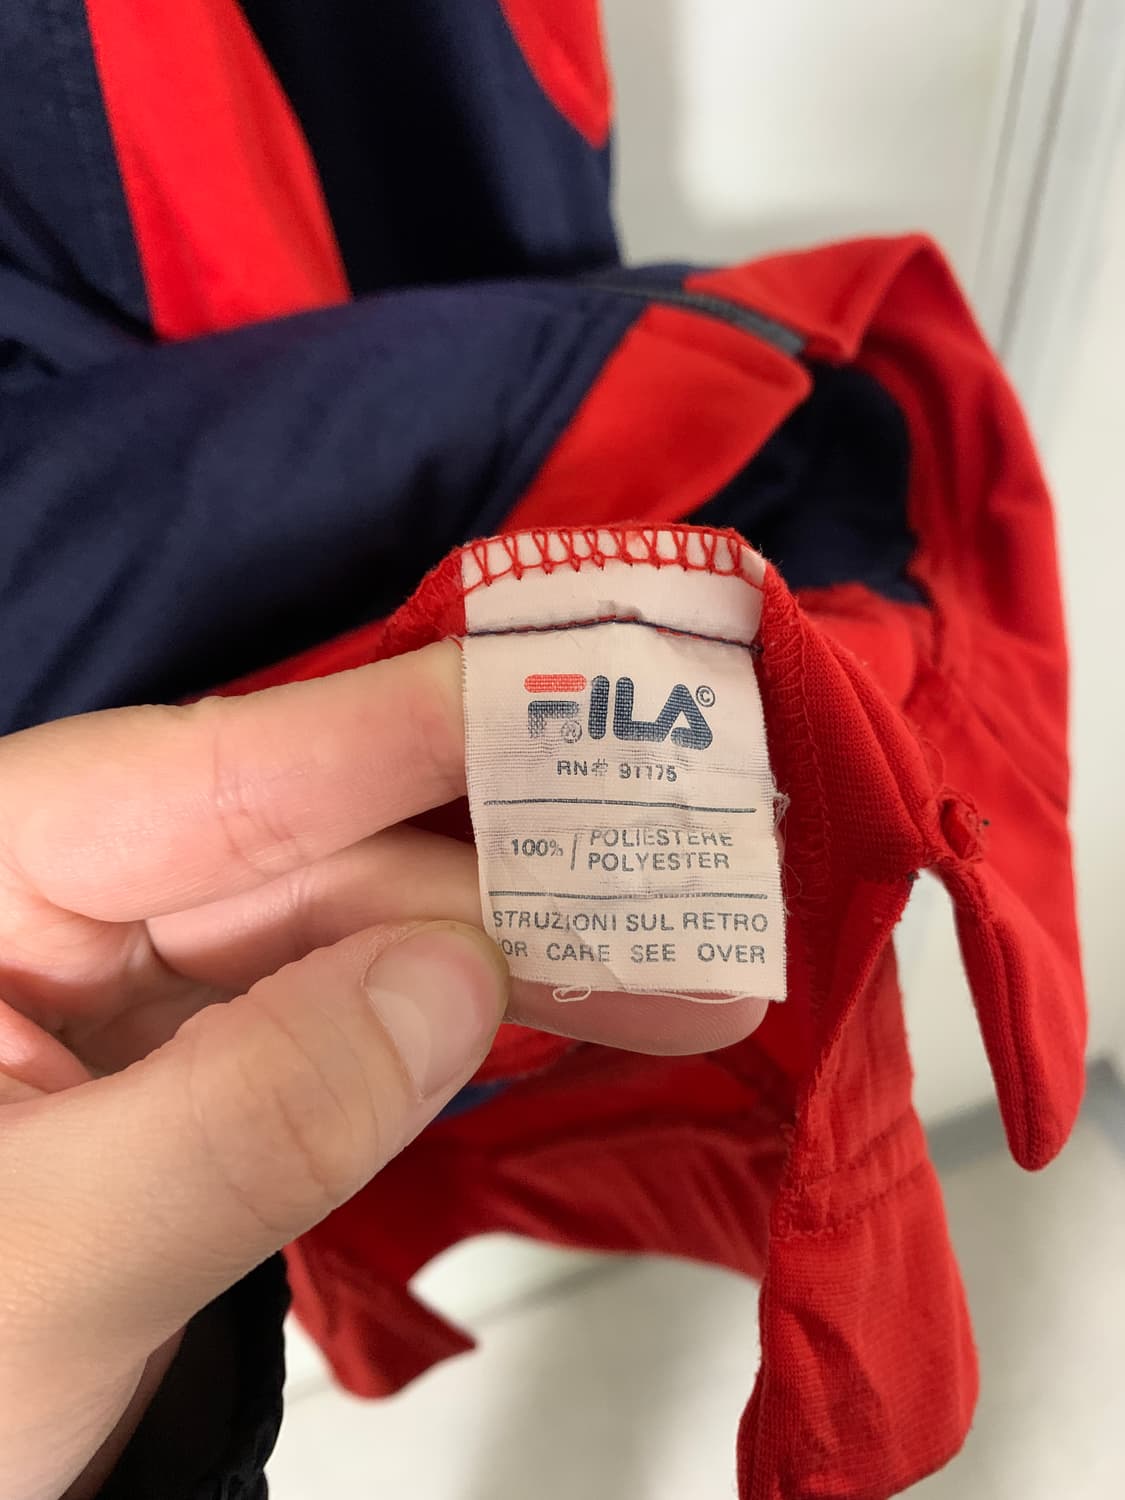 FILA©
®
RN# 91175
100% / POLIESTERE
POLYESTER
STRUZIONI SUL RETRO
OR CARE SEE OVER